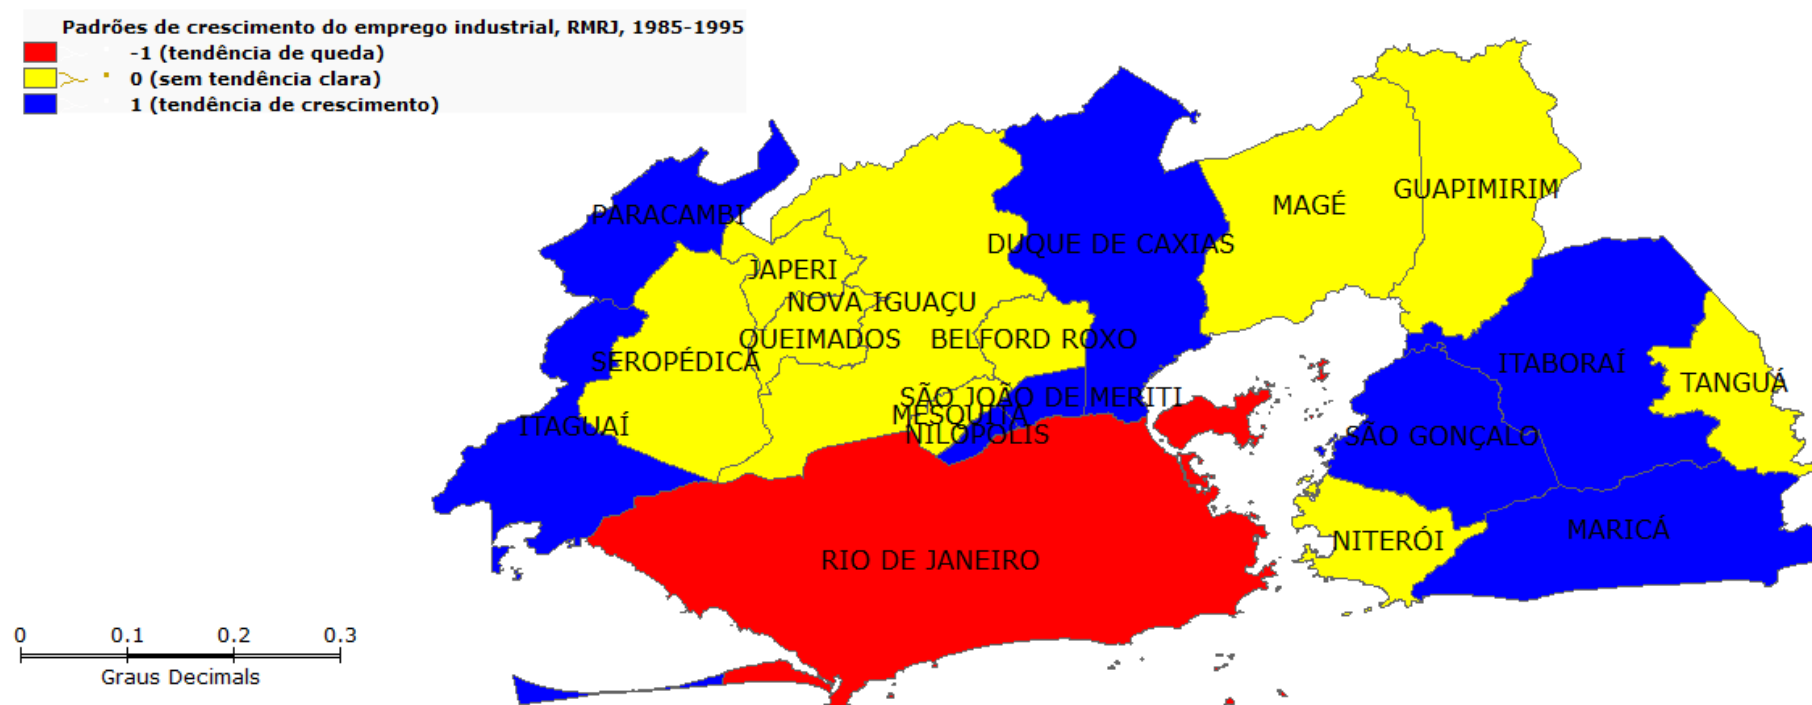 Padrões de crescimento do emprego industrial, RMRJ, 1985-1995
-1 (tendência de queda)
0 (sem tendência clara)
1 (tendência de crescimento)
PARACAMBI
JAPERI
NOVA IGUAÇU
QUEIMADOS
SEROPÉDICA
ITAGUAÍ
DUQUE DE CAXIAS
BELFORD ROXO
SÃO JOÃO DE MERITI
MESQUITA
NILÓPOLIS
RIO DE JANEIRO
MAGÉ
GUAPIMIRIM
ITABORAÍ
TANGUÁ
SÃO GONÇALO
NITERÓI
MARICÁ
0 0.1 0.2 0.3
Graus Decimals